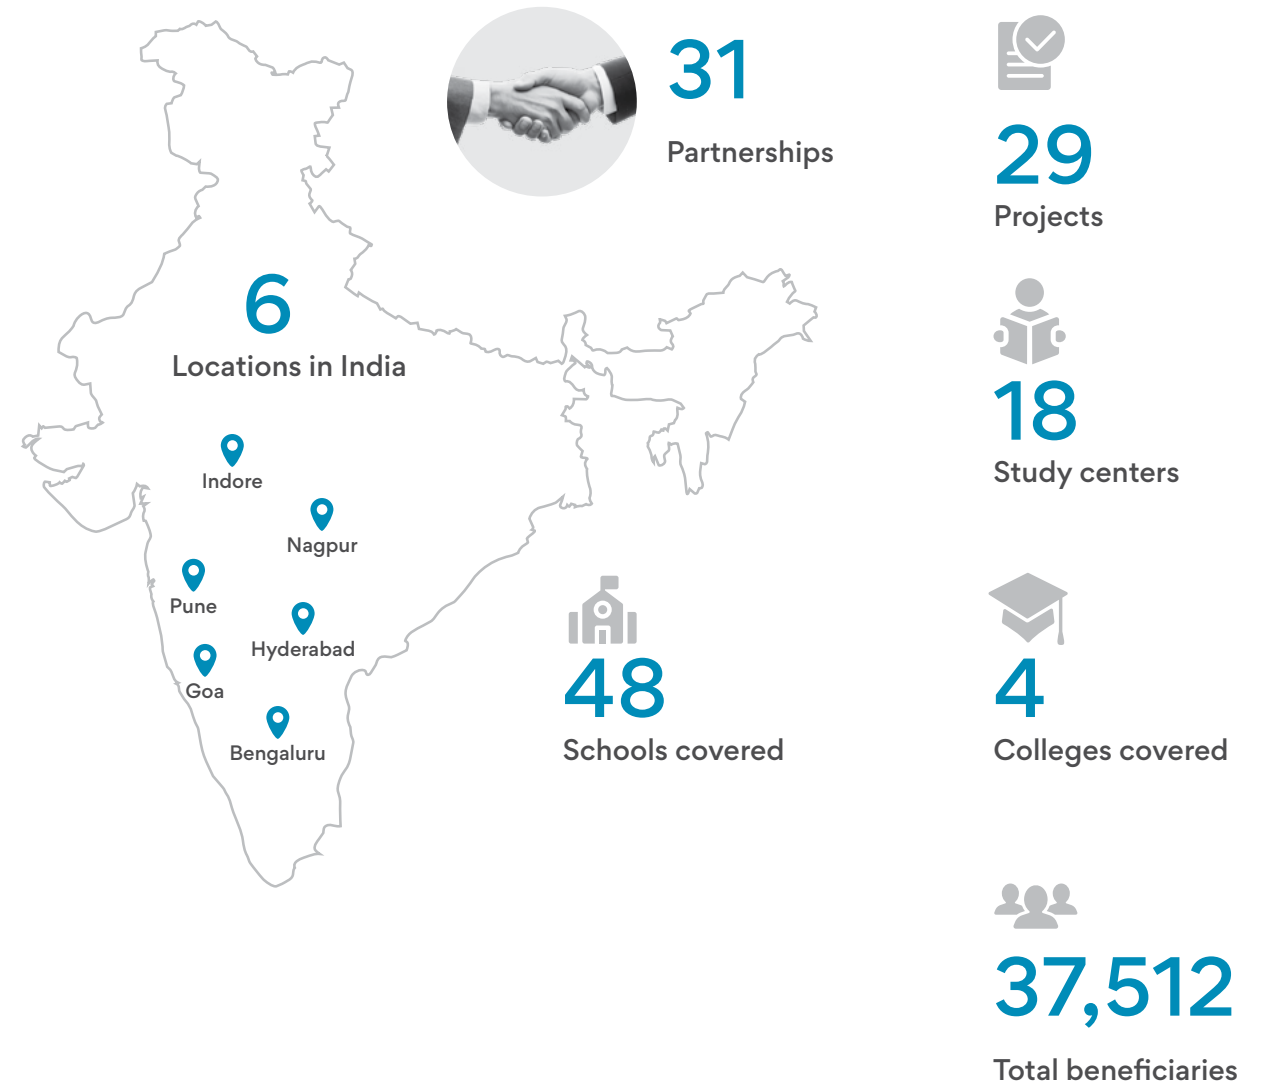 31
Partnerships
29
Projects
6
Locations in India
18
Study centers
Indore
Nagpur
Pune
Hyderabad
Goa
Bengaluru
48
Schools covered
4
Colleges covered
37,512
Total beneficiaries